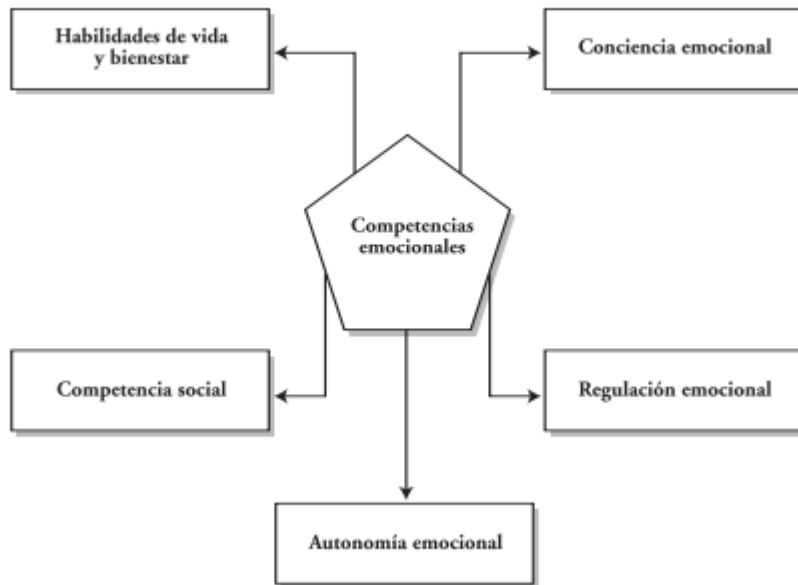 Habilidades de vida
y bienestar
Conciencia emocional
Competencias
emocionales
Competencia social
Regulación emocional
Autonomía emocional